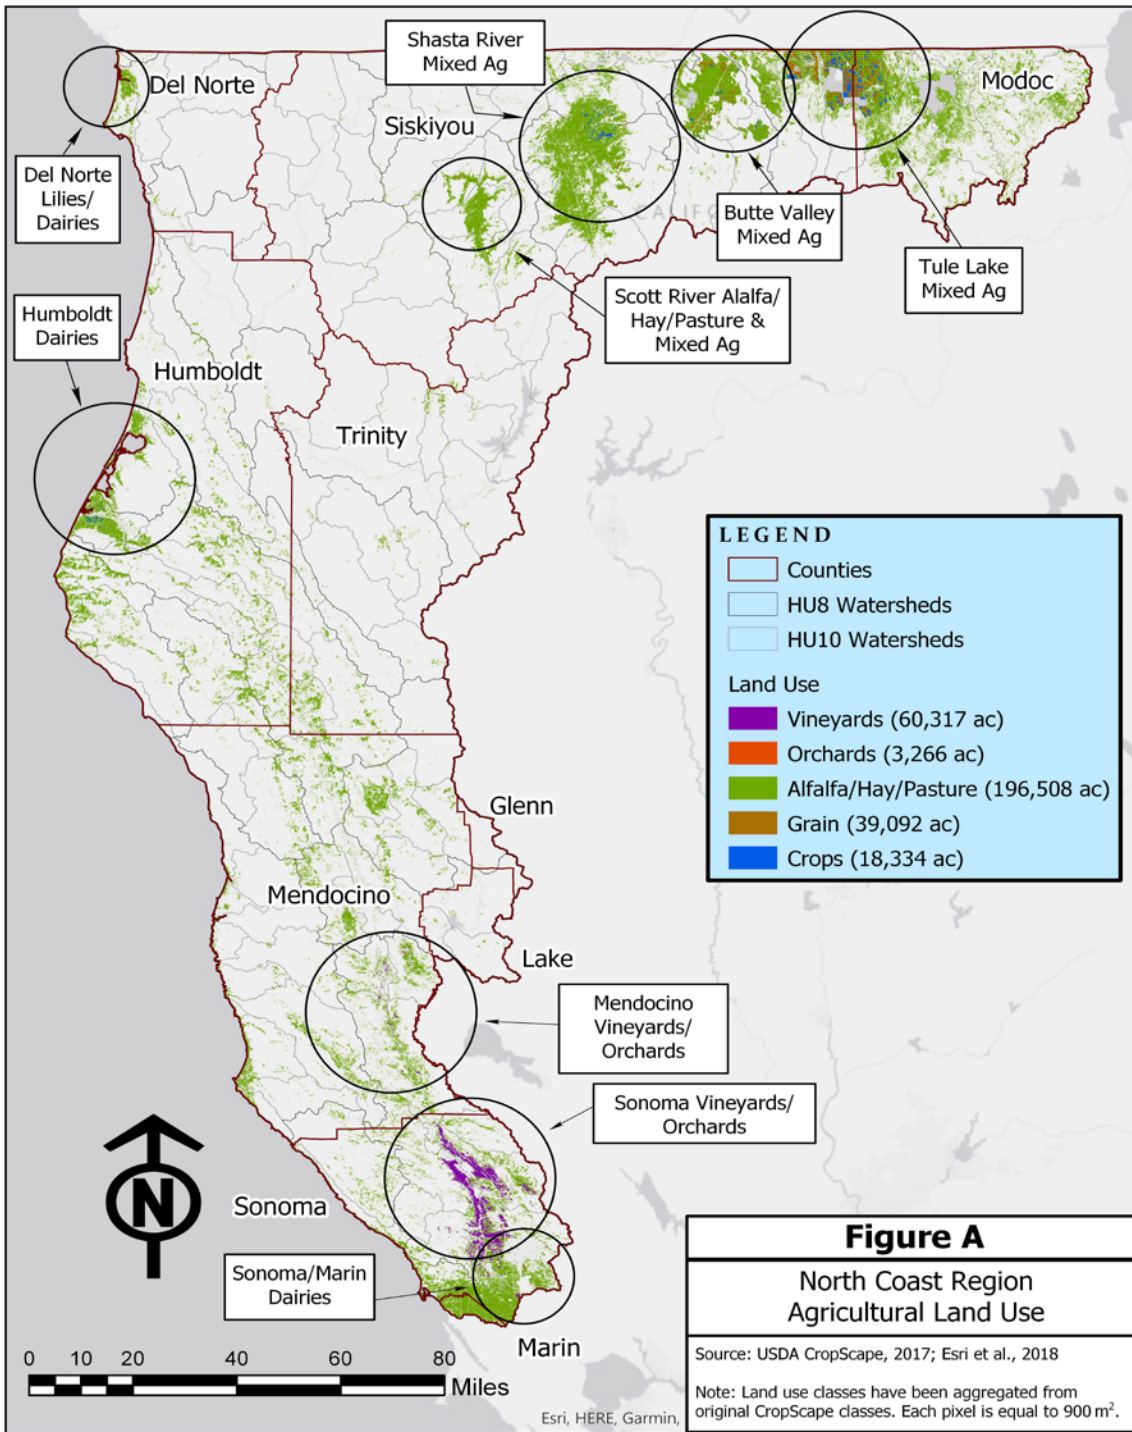 Shasta River
Mixed Ag
Del Norte
Modoc
Siskiyou
Del Norte
Lilies/
Dairies
CALIFO
Butte Valley
Mixed Ag
Tule Lake
Mixed Ag
Scott River Alalfa/
Hay/Pasture &
Mixed Ag
Humboldt
Dairies
Humboldt
Trinity
LEGEND
Counties
HU8 Watersheds
HU10 Watersheds
Land Use
Vineyards (60,317 ac)
Orchards (3,266 ac)
Alfalfa/Hay/Pasture (196,508 ac)
Grain (39,092 ac)
Crops (18,334 ac)
Glenn
Mendocino
Lake
Mendocino
Vineyards/
Orchards
Sonoma Vineyards/
Orchards
N
Sonoma
Sonoma/Marin
Dairies
Marin
0 10 20 40 60 80
Miles
Esri, HERE, Garmin,
Figure A
North Coast Region
Agricultural Land Use
Source: USDA CropScape, 2017; Esri et al., 2018
Note: Land use classes have been aggregated from
original CropScape classes. Each pixel is equal to 900 m².